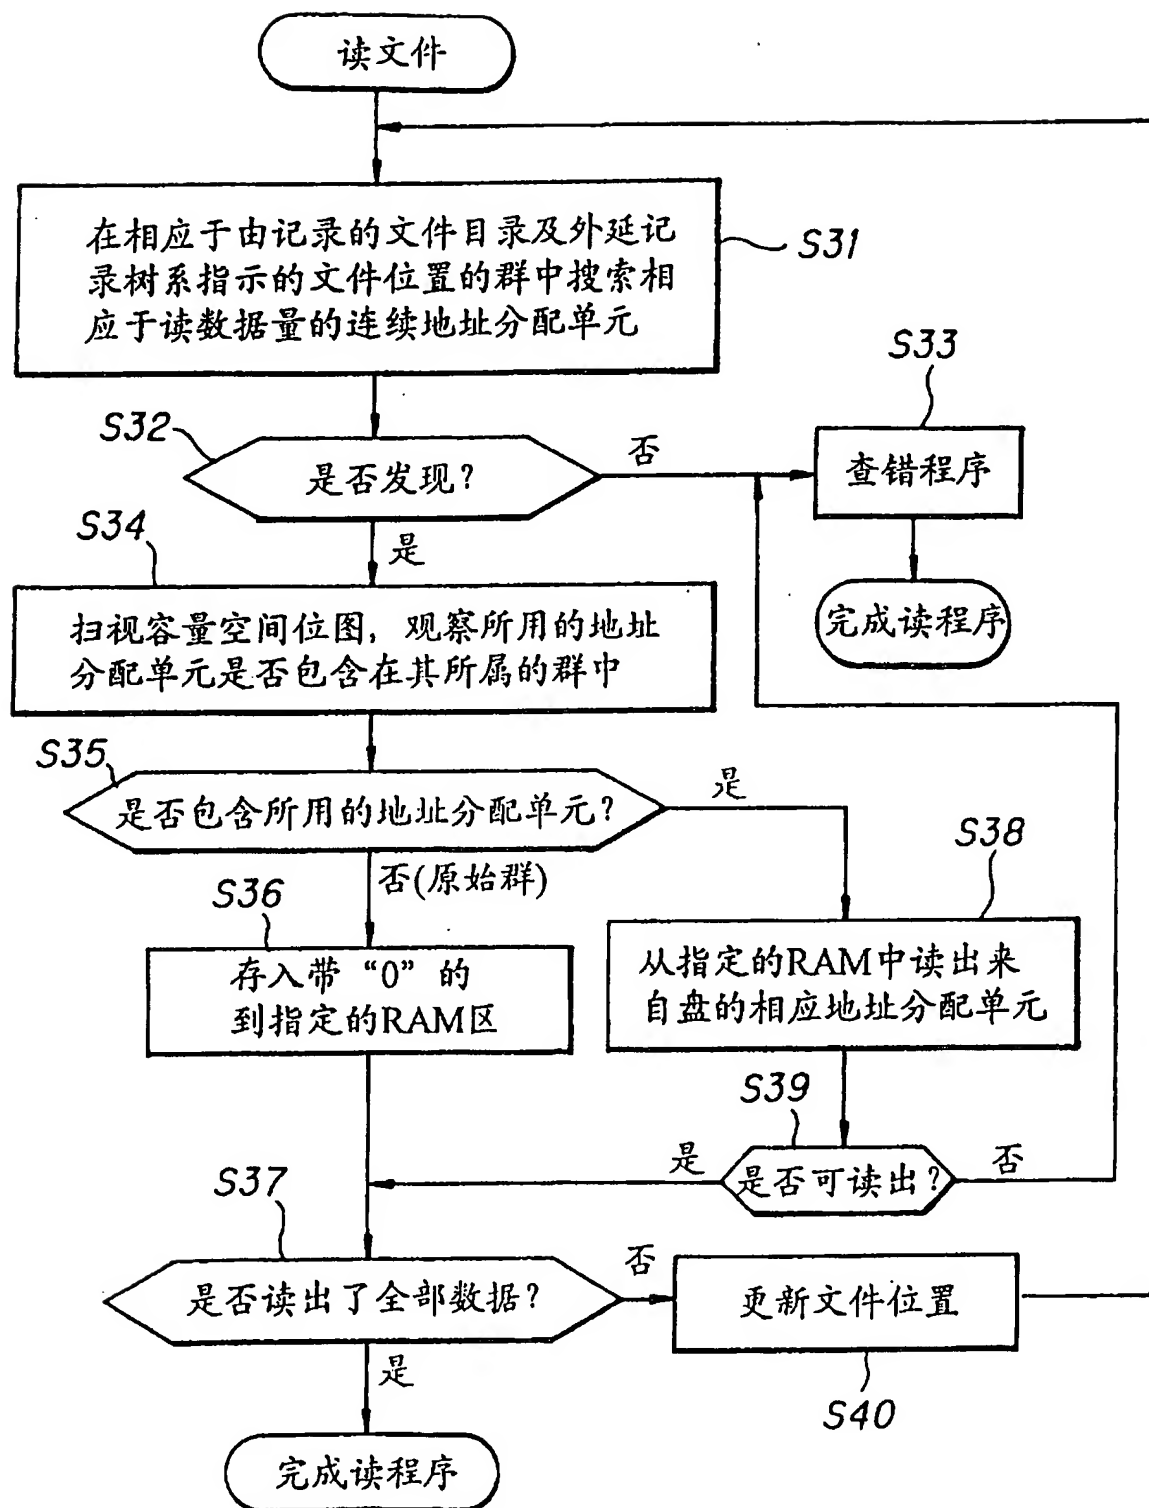 读文件
在相应于由记录的文件目录及外延记
录树系指示的文件位置的群中搜索相
应于读数据量的连续地址分配单元
S31
S33
S32
是否发现?
否
查错程序
S34
是
完成读程序
扫视容量空间位图，观察所用的地址
分配单元是否包含在其所属的群中
S35
是否包含所用的地址分配单元?
是
S38
否(原始群)
S36
存入带“0”的
到指定的RAM区
从指定的RAM中读出来
自盘的相应地址分配单元
S39
是
是否可读出?
否
S37
是否读出了全部数据?
否
更新文件位置
是
S40
完成读程序